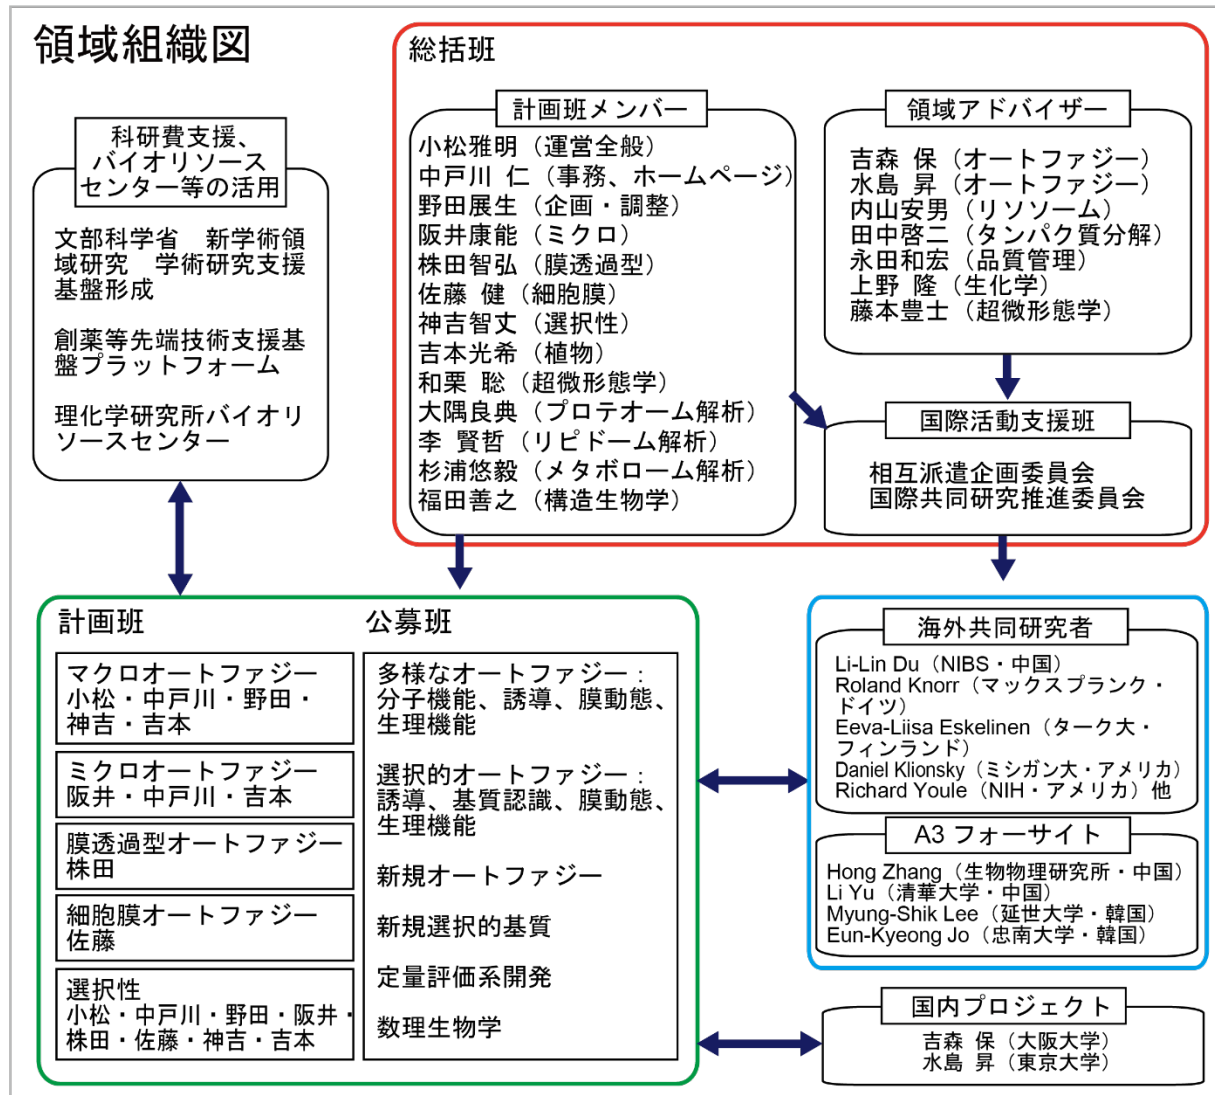 領域組織図
科研費支援、
バイオリソース
センター等の活用
文部科学省　新学術領
域研究　学術研究支援
基盤形成
創薬等先端技術支援基
盤プラットフォーム
理化学研究所バイオリ
ソースセンター
総括班
計画班メンバー
小松雅明（運営全般）
中戸川 仁（事務、ホームページ）
野田展生（企画・調整）
阪井康能（ミクロ）
株田智弘（膜透過型）
佐藤 健（細胞膜）
神吉智丈（選択性）
吉本光希（植物）
和栗 聡（超微形態学）
大隅良典（プロテオーム解析）
李 賢哲（リピドーム解析）
杉浦悠毅（メタボローム解析）
福田善之（構造生物学）
領域アドバイザー
吉森 保（オートファジー）
水島 昇（オートファジー）
内山安男（リソソーム）
田中啓二（タンパク質分解）
永田和宏（品質管理）
上野 隆（生化学）
藤本豊士（超微形態学）
国際活動支援班
相互派遣企画委員会
国際共同研究推進委員会
計画班
マクロオートファジー
小松・中戸川・野田・
神吉・吉本
ミクロオートファジー
阪井・中戸川・吉本
膜透過型オートファジー
株田
細胞膜オートファジー
佐藤
選択性
小松・中戸川・野田・阪井・
株田・佐藤・神吉・吉本
公募班
多様なオートファジー：
分子機能、誘導、膜動態、
生理機能
選択的オートファジー：
誘導、基質認識、膜動態、
生理機能
新規オートファジー
新規選択的基質
定量評価系開発
数理生物学
海外共同研究者
Li-Lin Du（NIBS・中国）
Roland Knorr（マックスプランク・
ドイツ）
Eeva-Liisa Eskelinen（ターク大・
フィンランド）
Daniel Klionsky（ミシガン大・アメリカ）
Richard Youle（NIH・アメリカ）他
A3 フォーサイト
Hong Zhang（生物物理研究所・中国）
Li Yu（清華大学・中国）
Myung-Shik Lee（延世大学・韓国）
Eun-Kyeong Jo（忠南大学・韓国）
国内プロジェクト
吉森 保（大阪大学）
水島 昇（東京大学）